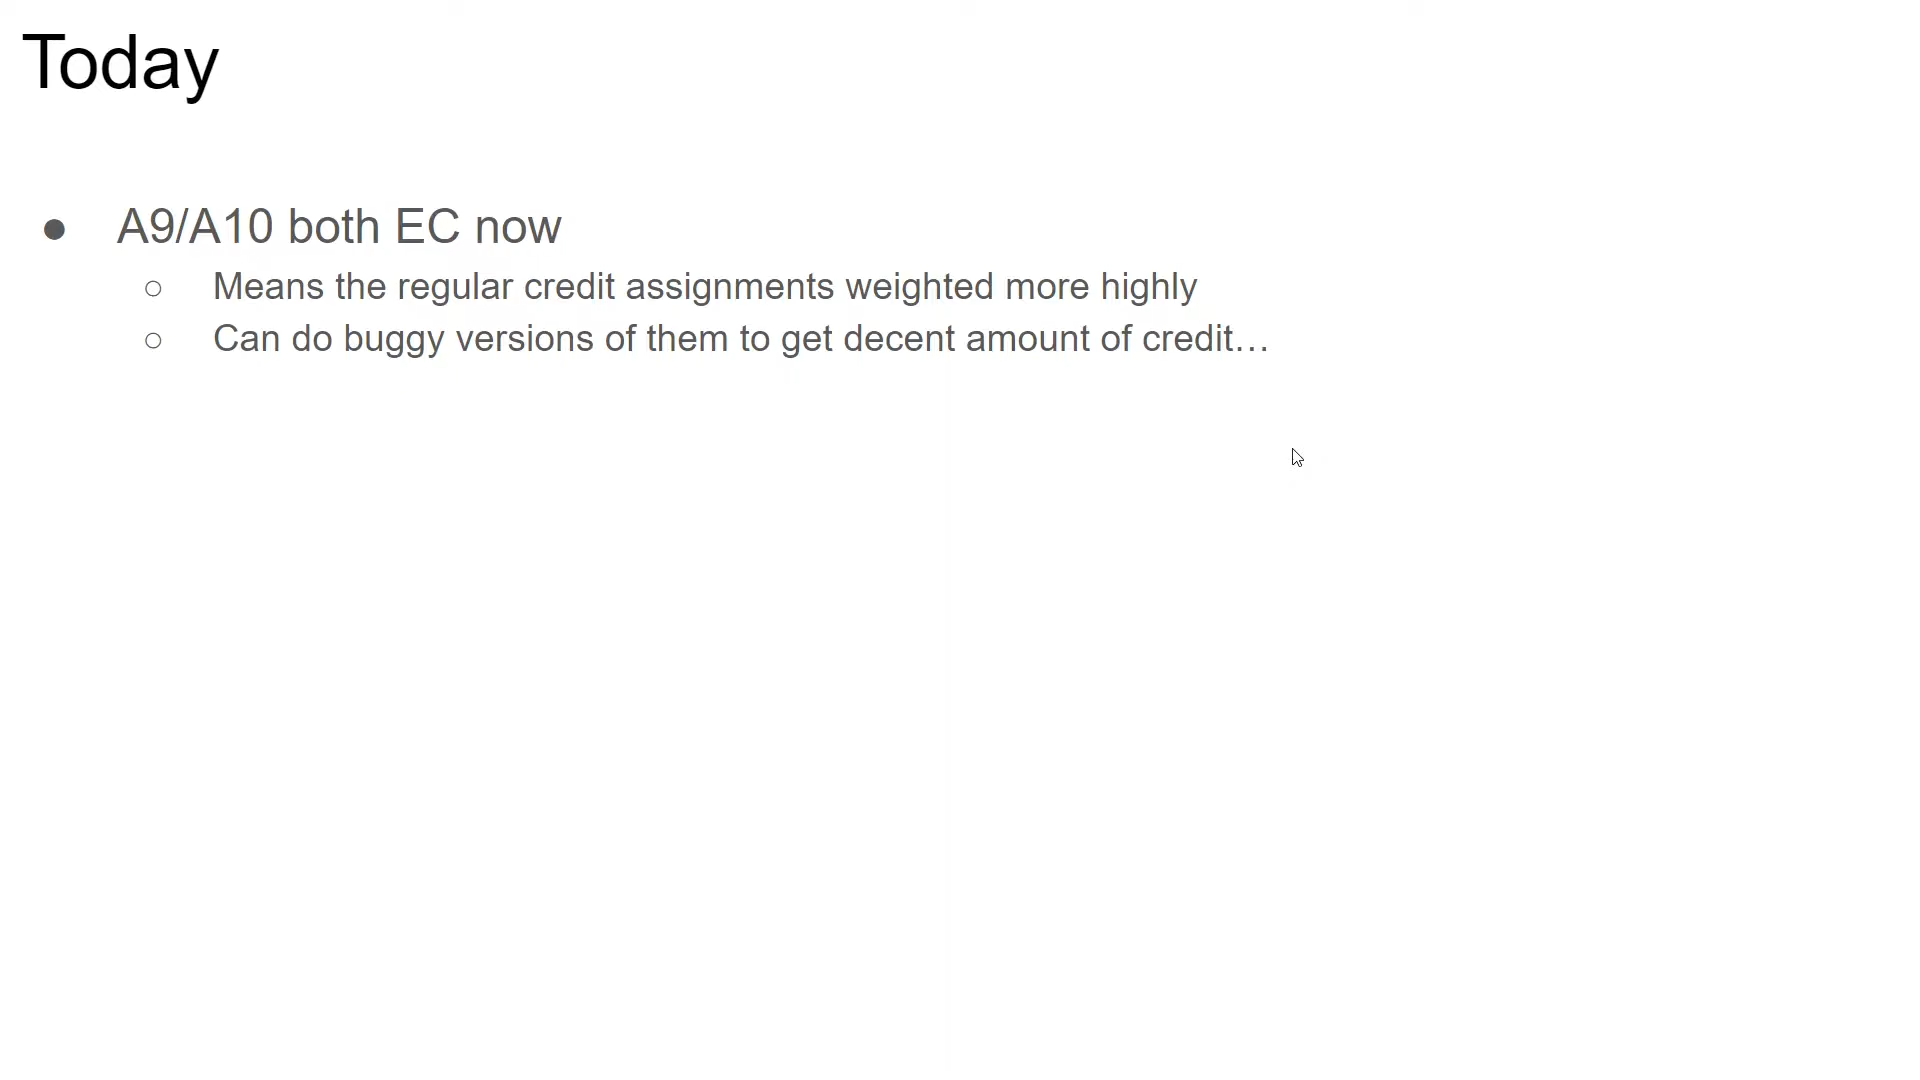 Today
● A9/A10 both EC now
○ Means the regular credit assignments weighted more highly
○ Can do buggy versions of them to get decent amount of credit…